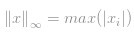 ‖x‖∞ = max(|xᵢ|)